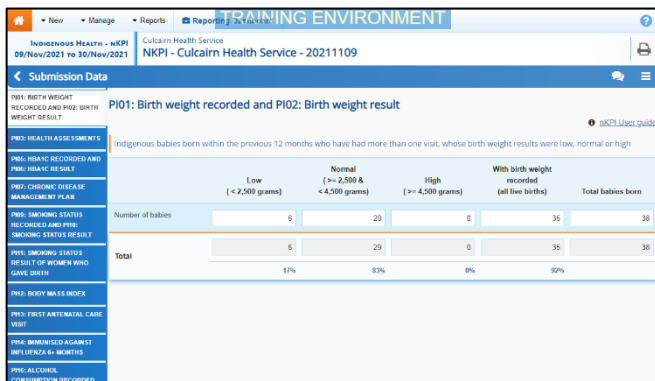 New
Manage
Reports
Reporting
TRAINING ENVIRONMENT
Indigenous Health - nKPI
09/Nov/2021 to 30/Nov/2021
Culcairn Health Service
NKPI - Culcairn Health Service - 20211109
Submission Data
PI01: BIRTH WEIGHT
RECORDED AND PI02: BIRTH
WEIGHT RESULT
PI03: HEALTH ASSESSMENTS
PI05: HBA1C RECORDED AND
PI06: HBA1C RESULT
PI07: CHRONIC DISEASE
MANAGEMENT PLAN
PI09: SMOKING STATUS
RECORDED AND PI10:
SMOKING STATUS RESULT
PI11: SMOKING STATUS
RESULT OF WOMEN WHO
GAVE BIRTH
PI12: BODY MASS INDEX
PI13: FIRST ANTENATAL CARE
VISIT
PI14: IMMUNISED AGAINST
INFLUENZA 6+ MONTHS
PI16: ALCOHOL
CONSUMPTION RECORDED
PI01: Birth weight recorded and PI02: Birth weight result
nKPI User guide
Indigenous babies born within the previous 12 months who have had more than one visit, whose birth weight results were low, normal or high
Low
( < 2,500 grams)
Normal
( >= 2,500 &
< 4,500 grams)
High
( >= 4,500 grams)
With birth weight
recorded
(all live births)
Total babies born
Number of babies 6 29 0 35 38
Total 6 29 0 35 38
17% 83% 0% 92%